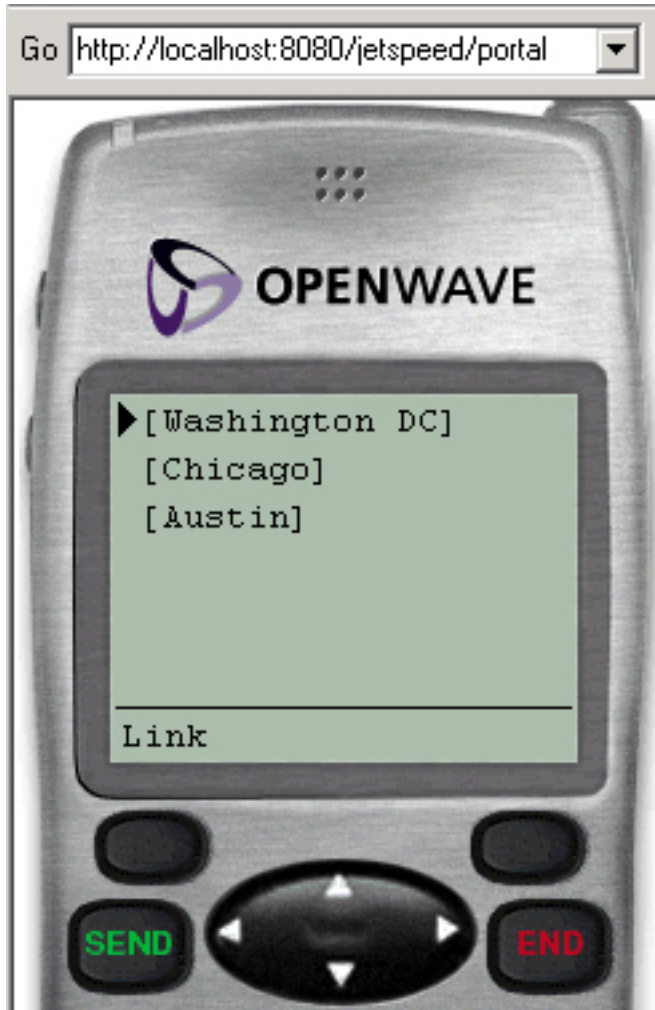 Go http://localhost:8080/jetspeed/portal
OPENWAVE
[Washington DC]
[Chicago]
[Austin]
Link
SEND
END